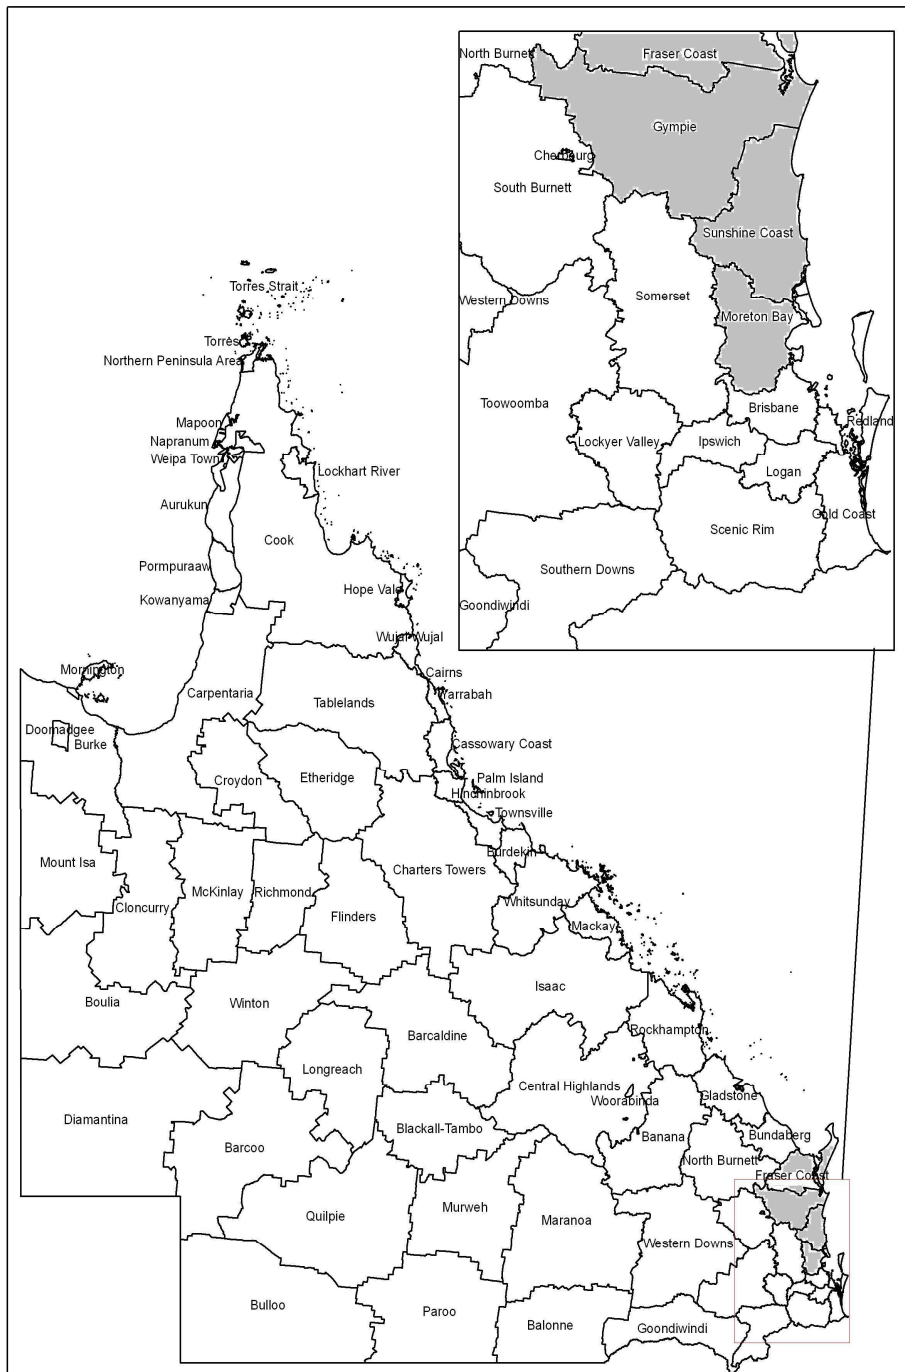 North Burnett
Fraser Coast
Gympie
Cherbourg
South Burnett
Sunshine Coast
Western Downs
Somerset
Moreton Bay
Toowoomba
Brisbane
Redland
Lockyer Valley
Ipswich
Logan
Gold Coast
Scenic Rim
Southern Downs
Goondiwindi
Torres Strait
Torres
Northern Peninsula Area
Mapoon
Napranum
Weipa Town
Lockhart River
Aurukun
Cook
Pormpuraaw
Hope Vale
Kowanyama
Wujal Wujal
Mornington
Cairns
Yarrabah
Carpentaria
Tablelands
Doomadgee
Burke
Cassowary Coast
Croydon
Etheridge
Palm Island
Hinchinbrook
Townsville
Burdekin
Mount Isa
Charters Towers
McKinlay
Richmond
Cloncurry
Whitsunday
Flinders
Mackay
Isaac
Boulia
Winton
Rockhampton
Barcaldine
Longreach
Central Highlands
Woorabinda
Gladstone
Diamantina
Blackall-Tambo
Banana
Bundaberg
Barcoo
North Burnett
Fraser Coast
Murweh
Quilpie
Maranoa
Western Downs
Bulloo
Paroo
Balonne
Goondiwindi